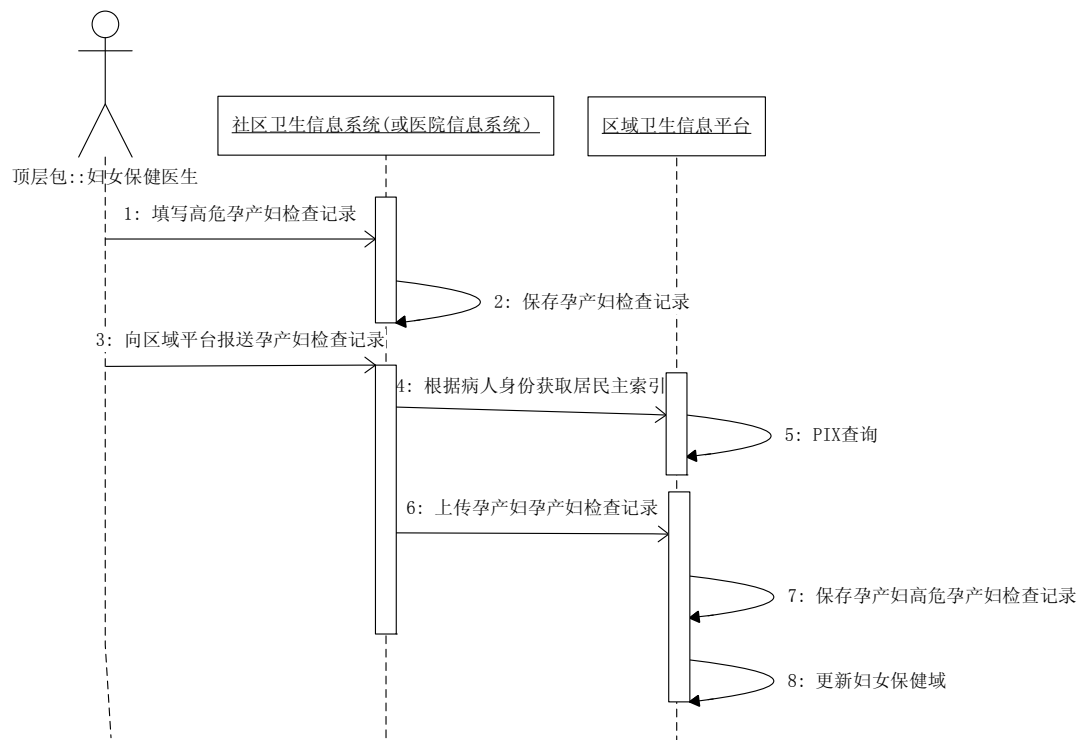 社区卫生信息系统(或医院信息系统）
区域卫生信息平台
顶层包::妇女保健医生
1: 填写高危孕产妇检查记录
2: 保存孕产妇检查记录
3: 向区域平台报送孕产妇检查记录
4: 根据病人身份获取居民主索引
5: PIX查询
6: 上传孕产妇孕产妇检查记录
7: 保存孕产妇高危孕产妇检查记录
8: 更新妇女保健域